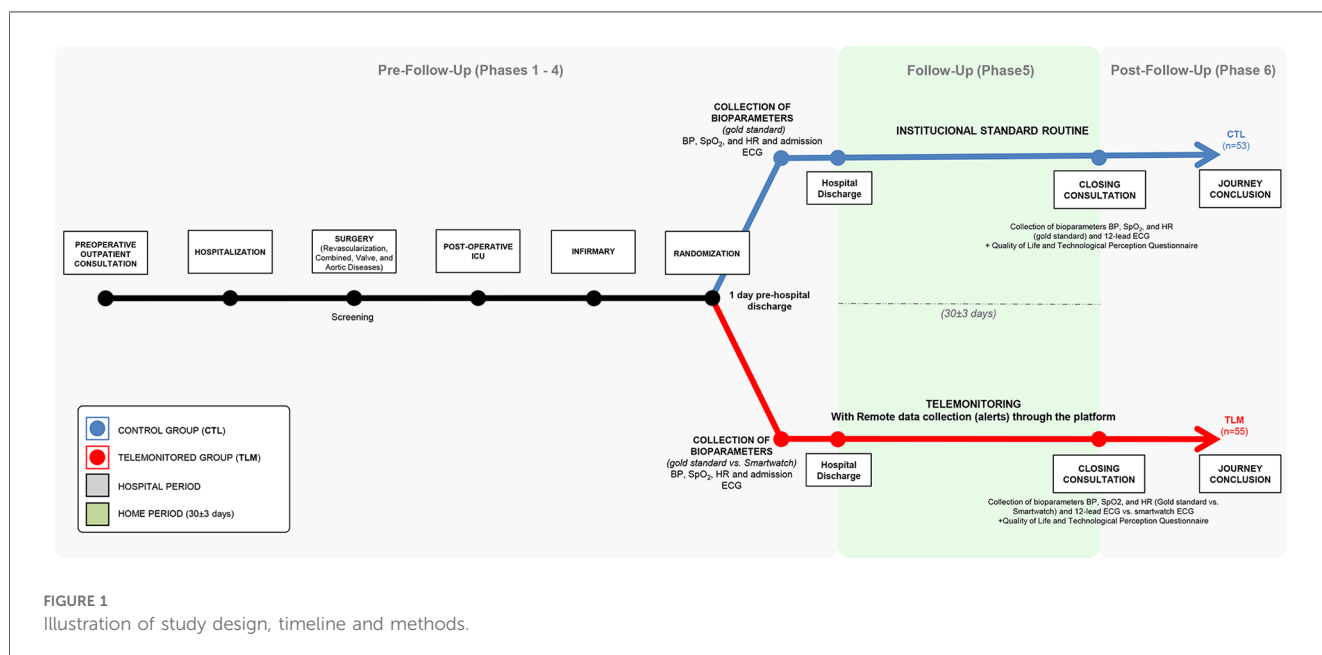 Pre-Follow-Up (Phases 1 - 4)
Follow-Up (Phase5)
Post-Follow-Up (Phase 6)
COLLECTION OF
BIOPARAMETERS
(gold standard)
BP, SpO₂, and HR and admission
ECG
INSTITUCIONAL STANDARD ROUTINE
CTL
(n=53)
Hospital
Discharge
CLOSING
CONSULTATION
JOURNEY
CONCLUSION
Collection of bioparameters BP, SpO₂, and HR
(gold standard) and 12-lead ECG
+ Quality of Life and Technological Perception Questionnaire
PREOPERATIVE
OUTPATIENT
CONSULTATION
HOSPITALIZATION
SURGERY
(Revascularization,
Combined, Valve, and
Aortic Diseases)
POST-OPERATIVE
ICU
INFIRMARY
RANDOMIZATION
1 day pre-hospital
discharge
Screening
(30±3 days)
TELEMONITORING
With Remote data collection (alerts) through the platform
TLM
(n=55)
COLLECTION OF
BIOPARAMETERS
(gold standard vs. Smartwatch)
BP, SpO₂, HR and admission
ECG
Hospital
Discharge
CLOSING
CONSULTATION
JOURNEY
CONCLUSION
Collection of bioparameters BP, SpO2, and HR (Gold standard vs.
Smartwatch) and 12-lead ECG vs. smartwatch ECG
+Quality of Life and Technological Perception Questionnaire
CONTROL GROUP (CTL)
TELEMONITORED GROUP (TLM)
HOSPITAL PERIOD
HOME PERIOD (30±3 days)
FIGURE 1
Illustration of study design, timeline and methods.